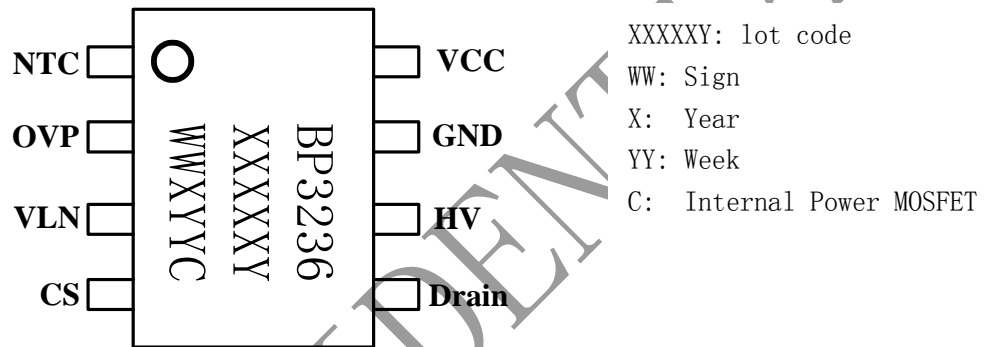 NTC
OVP
VLN
CS
BP3236
XXXXXY
WWXYYC
VCC
GND
HV
Drain
XXXXXY: lot code
WW: Sign
X: Year
YY: Week
C: Internal Power MOSFET